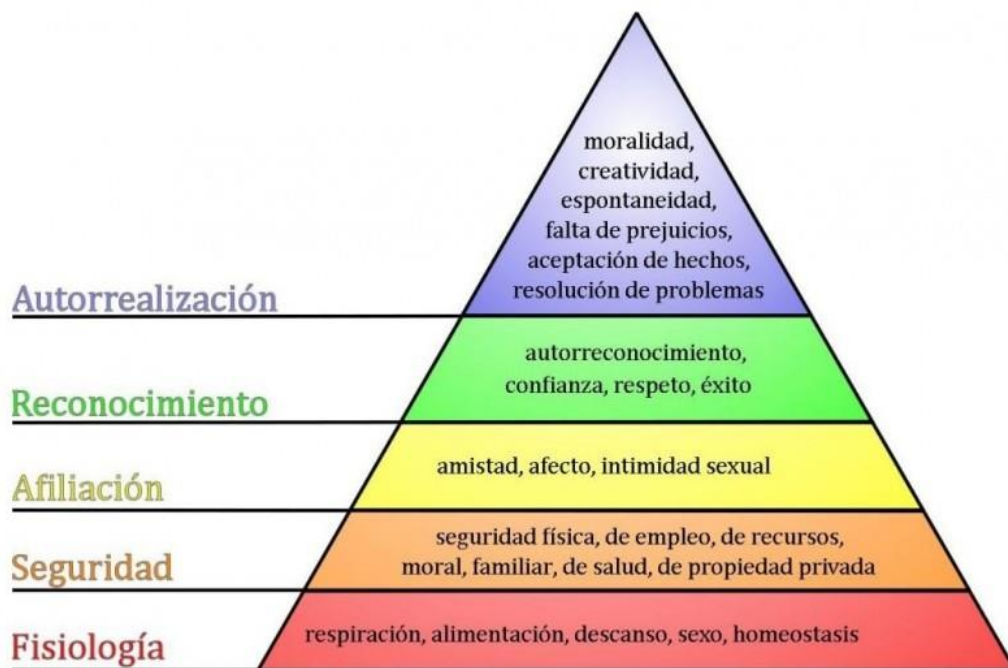 moralidad,
creatividad,
espontaneidad,
falta de prejuicios,
aceptación de hechos,
resolución de problemas
Autorrealización
autorreconocimiento,
confianza, respeto, éxito
Reconocimiento
amistad, afecto, intimidad sexual
Afiliación
seguridad física, de empleo, de recursos,
moral, familiar, de salud, de propiedad privada
Seguridad
respiración, alimentación, descanso, sexo, homeostasis
Fisiología